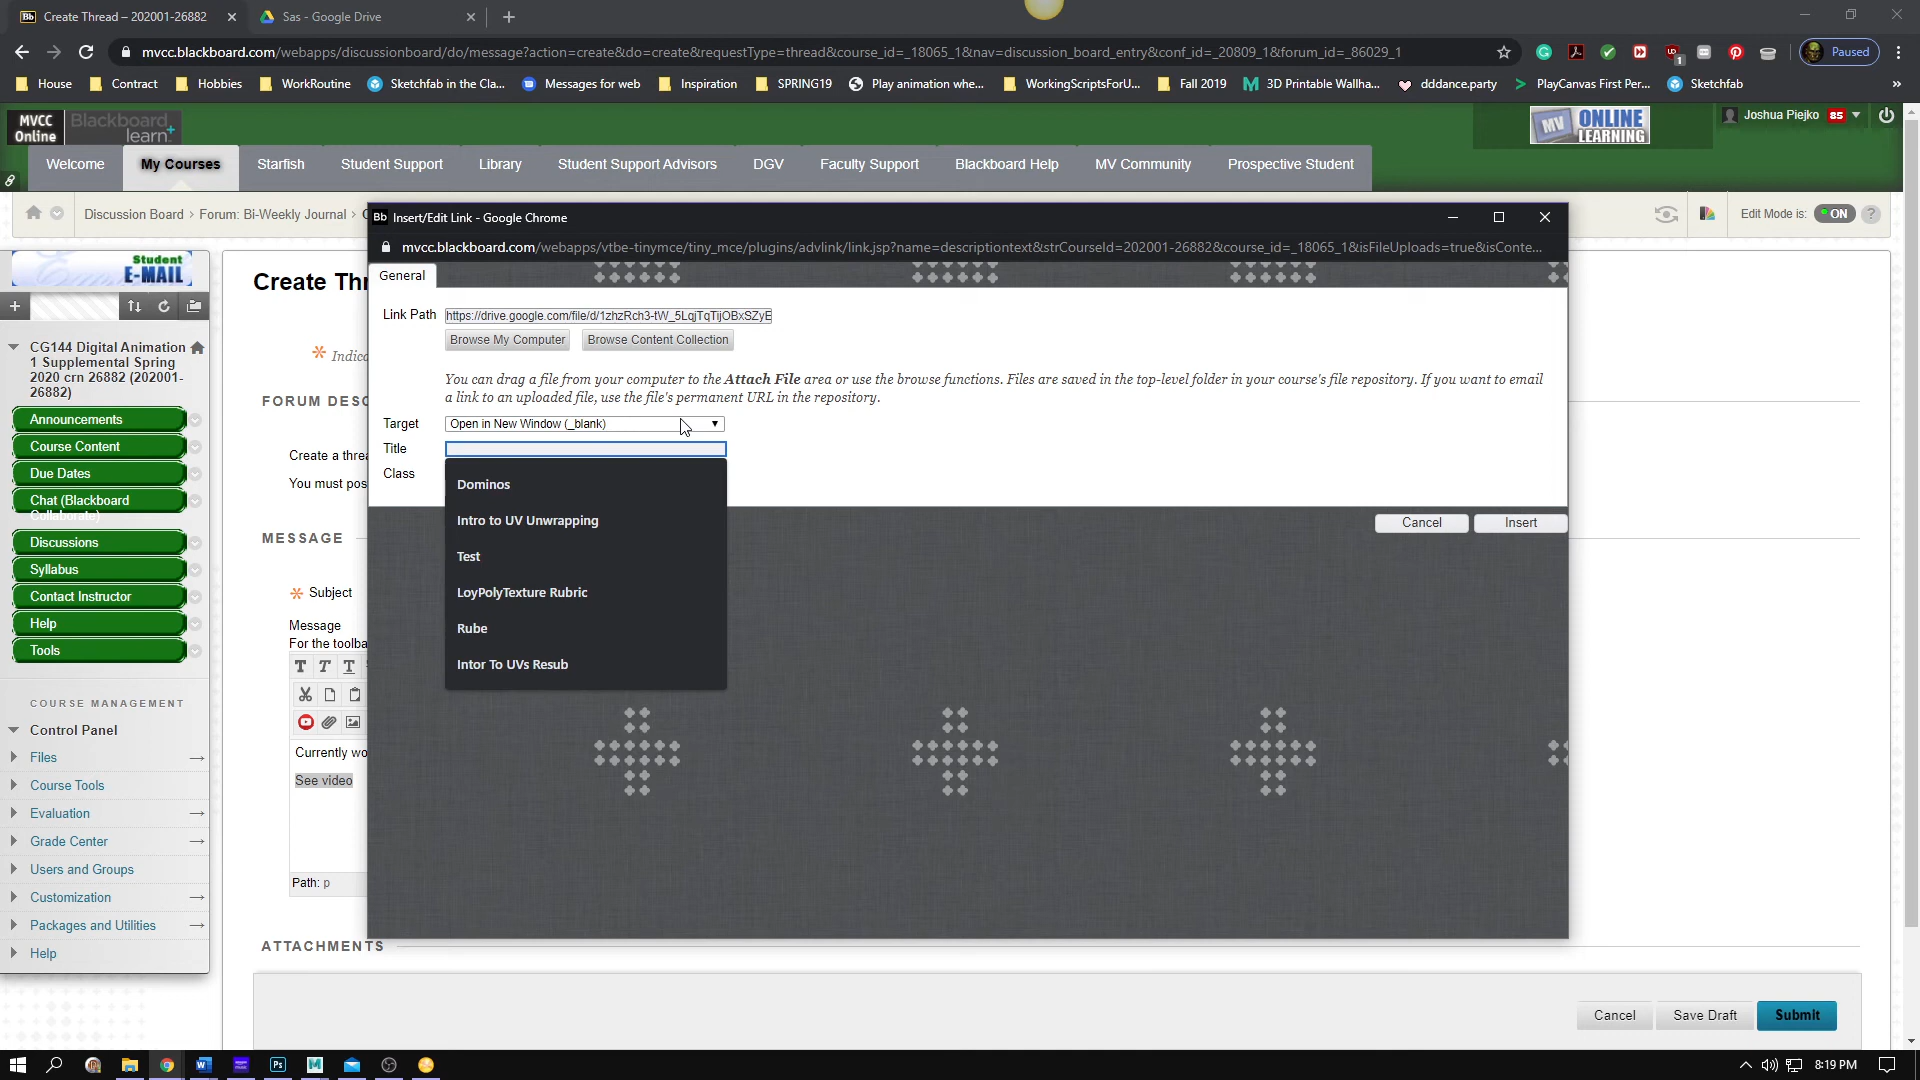 Create Thread – 202001-26882
Sas - Google Drive
mvcc.blackboard.com/webapps/discussionboard/do/message?action=create&do=create&requestType=thread&course_id=_18065_1&nav=discussion_board_entry&conf_id=_20809_1&forum_id=_86029_1
Paused
House
Contract
Hobbies
WorkRoutine
Sketchfab in the Cla...
Messages for web
Inspiration
SPRING19
Play animation whe...
WorkingScriptsForU...
Fall 2019
3D Printable Wallha...
dddance.party
PlayCanvas First Per...
Sketchfab
MVCC
Online
Blackboard
learn+
MV ONLINE
LEARNING
Joshua Piejko 85
Welcome
My Courses
Starfish
Student Support
Library
Student Support Advisors
DGV
Faculty Support
Blackboard Help
MV Community
Prospective Student
Discussion Board
Forum: Bi-Weekly Journal
Edit Mode is: ON ?
Bb Insert/Edit Link - Google Chrome
mvcc.blackboard.com/webapps/vtbe-tinymce/tiny_mce/plugins/advlink/link.jsp?name=descriptiontext&strCourseId=202001-26882&course_id=_18065_1&isFileUploads=true&isConte...
General
Link Path https://drive.google.com/file/d/1zhzRch3-tW_5LqjTqTijOBxSZyE
Browse My Computer
Browse Content Collection
You can drag a file from your computer to the Attach File area or use the browse functions. Files are saved in the top-level folder in your course's file repository. If you want to email
a link to an uploaded file, use the file's permanent URL in the repository.
Target Open in New Window (_blank)
Title
Class
Dominos
Intro to UV Unwrapping
Test
LoyPolyTexture Rubric
Rube
Intor To UVs Resub
Cancel
Insert
Student
E-MAIL
CG144 Digital Animation
1 Supplemental Spring
2020 crn 26882 (202001-
26882)
Announcements
Course Content
Due Dates
Chat (Blackboard
Collaborate)
Discussions
Syllabus
Contact Instructor
Help
Tools
COURSE MANAGEMENT
Control Panel
Files
Course Tools
Evaluation
Grade Center
Users and Groups
Customization
Packages and Utilities
Help
Create Thr
Indica
FORUM DESC
Create a threa
You must pos
MESSAGE
Subject
Message
For the toolba
Currently wo
See video
Path: p
ATTACHMENTS
Cancel
Save Draft
Submit
8:19 PM